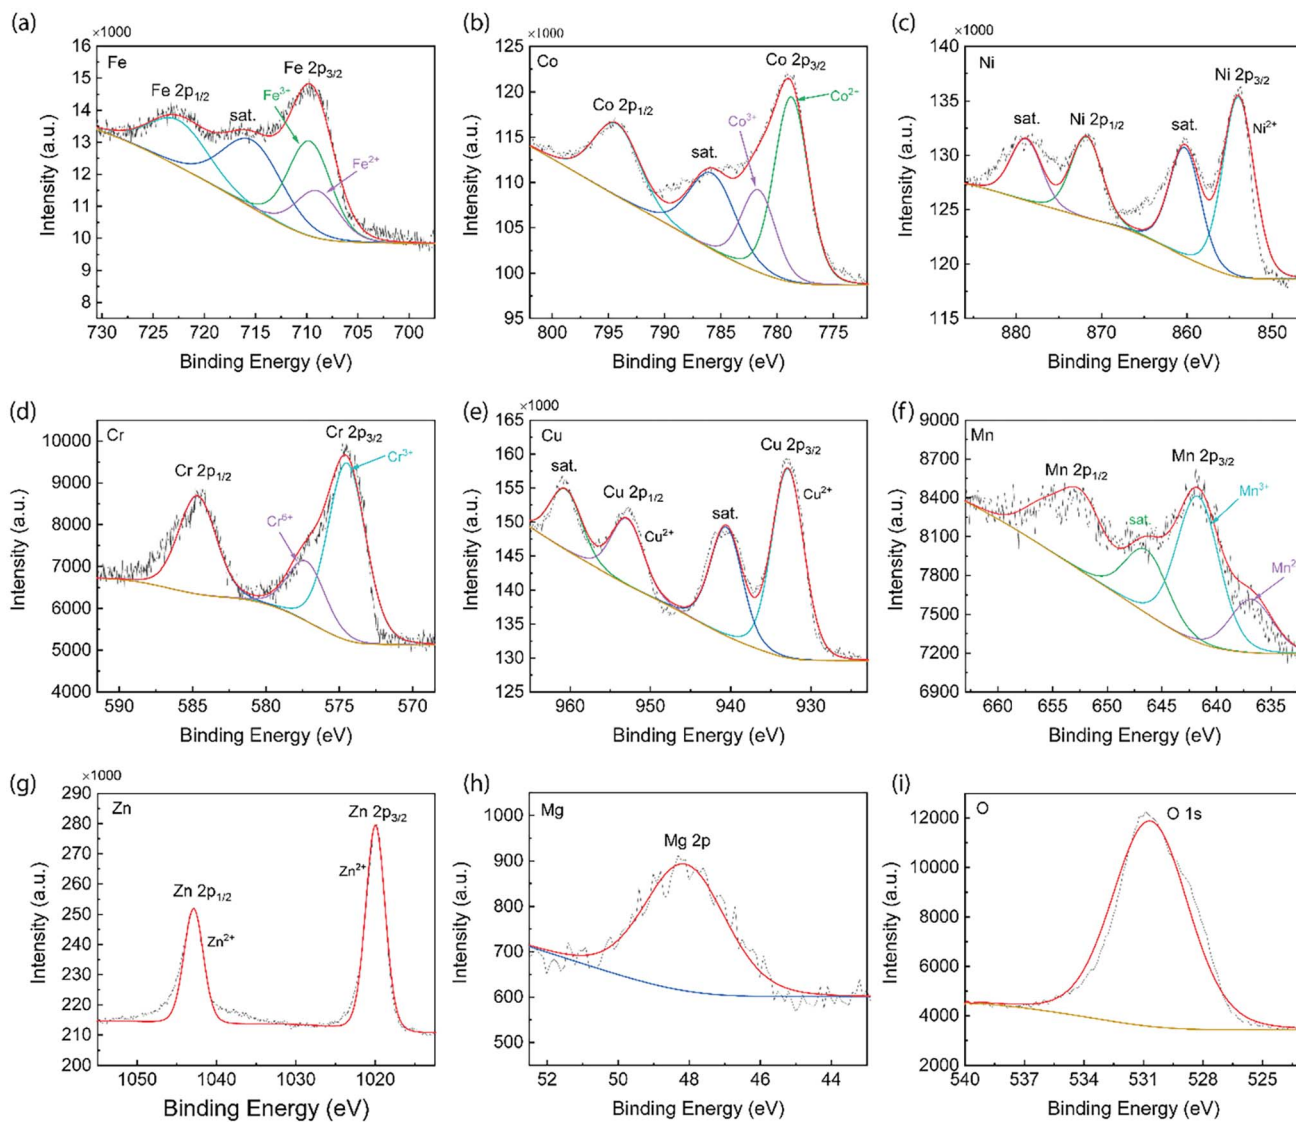 (a)
×1000
Fe
Fe 2p1/2
sat.
Fe 2p3/2
Fe3+
Fe2+
16
15
14
13
12
11
10
9
8
730 725 720 715 710 705 700
Binding Energy (eV)
Intensity (a.u.)
(b)
×1000
Co
Co 2p1/2
sat.
Co 2p3/2
Co3+
Co2+
125
120
115
110
105
100
95
800 795 790 785 780 775
Binding Energy (eV)
Intensity (a.u.)
(c)
×1000
Ni
sat.
Ni 2p1/2
sat.
Ni 2p3/2
Ni2+
140
135
130
125
120
115
880 870 860 850
Binding Energy (eV)
Intensity (a.u.)
(d)
Cr
Cr 2p1/2
Cr 2p3/2
Cr3+
Cr6+
10000
9000
8000
7000
6000
5000
4000
590 585 580 575 570
Binding Energy (eV)
Intensity (a.u.)
(e)
×1000
Cu
sat.
Cu 2p1/2
Cu2+
sat.
Cu 2p3/2
Cu2+
165
160
155
150
145
140
135
130
125
960 950 940 930
Binding Energy (eV)
Intensity (a.u.)
(f)
Mn
Mn 2p1/2
sat.
Mn 2p3/2
Mn3+
Mn2
9000
8700
8400
8100
7800
7500
7200
6900
660 655 650 645 640 635
Binding Energy (eV)
Intensity (a.u.)
(g)
×1000
Zn
Zn 2p1/2
Zn2+
Zn 2p3/2
Zn2+
290
280
270
260
250
240
230
220
210
200
1050 1040 1030 1020
Binding Energy (eV)
Intensity (a.u.)
(h)
Mg
Mg 2p
1000
900
800
700
600
500
52 50 48 46 44
Binding Energy (eV)
Intensity (a.u.)
(i)
O
O 1s
12000
10000
8000
6000
4000
2000
540 537 534 531 528 525
Binding Energy (eV)
Intensity (a.u.)